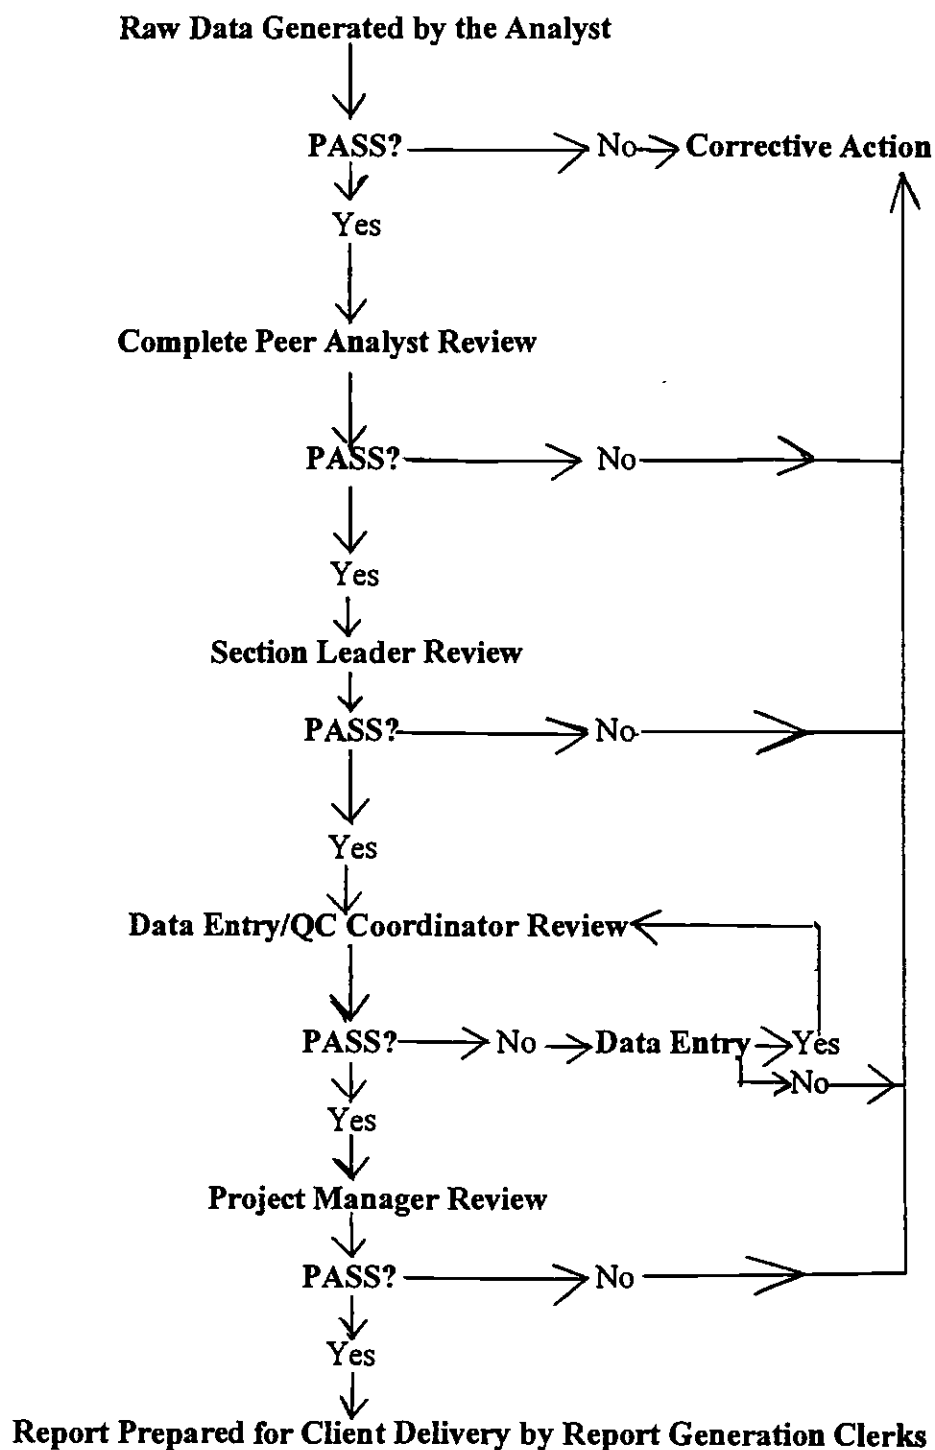 Raw Data Generated by the Analyst
PASS? No Corrective Action
Yes
Complete Peer Analyst Review
PASS? No
Yes
Section Leader Review
PASS? No
Yes
Data Entry/QC Coordinator Review
PASS? No Data Entry Yes
No
Yes
Project Manager Review
PASS? No
Yes
Report Prepared for Client Delivery by Report Generation Clerks